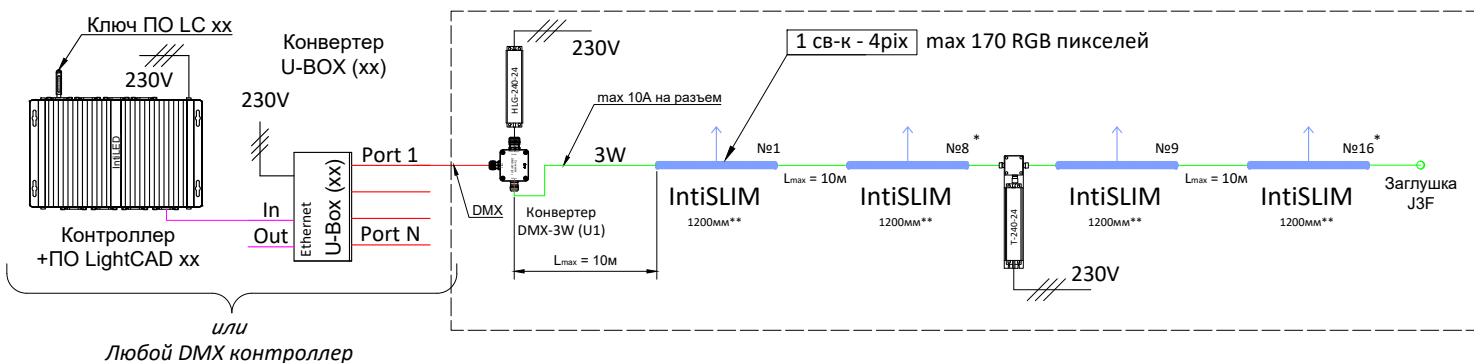 Ключ ПО LC xx
230V
IntiLED
Контроллер
+ПО LightCAD xx
Конвертер
U-BOX (xx)
230V
In
Out
Ethernet
U-Box (xx)
Port 1
Port N
или
Любой DMX контроллер
DMX
230V
HLG-240-24
max 10А на разъем
Конвертер
DMX-3W (U1)
Lmax = 10м
3W
1 св-к - 4pix max 170 RGB пикселей
№1
IntiSLIM
1200мм**
Lmax = 10м
№8 *
IntiSLIM
1200мм**
T-240-24
230V
№9
IntiSLIM
1200мм**
Lmax = 10м
№16 *
IntiSLIM
1200мм**
Заглушка
J3F